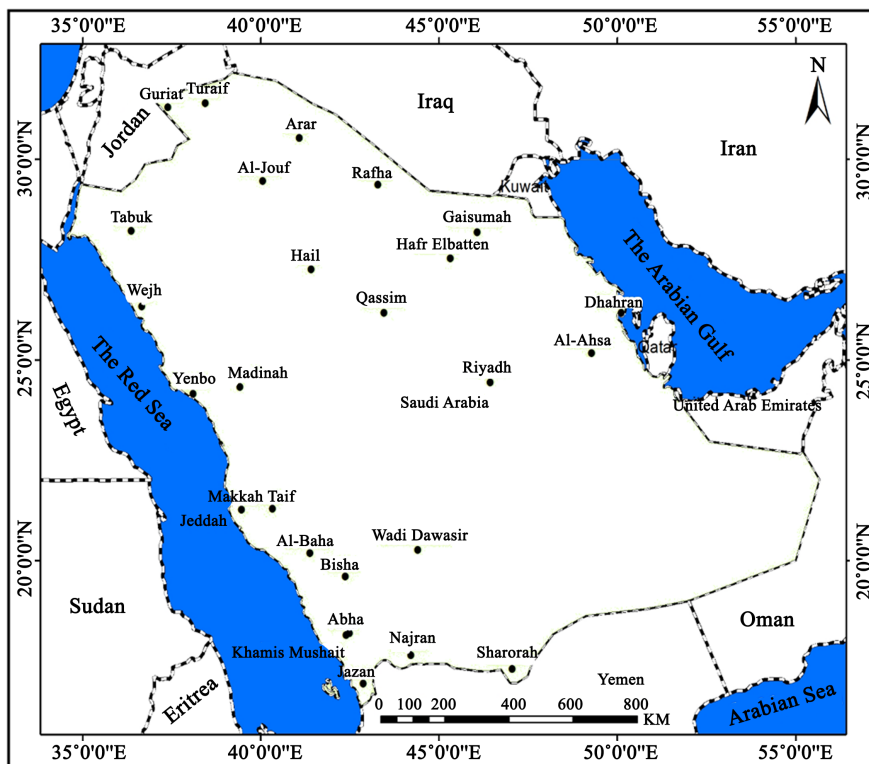 35°0'0"E
40°0'0"E
45°0'0"E
50°0'0"E
55°0'0"E
N
Iraq
Iran
Jordan
Guriat
Turaif
Arar
30°0'0"N
30°0'0"N
Al-Jouf
Rafha
Kuwait
Tabuk
Gaisumah
Hafr Elbatten
Hail
The Arabian Gulf
Wejh
Qassim
Dhahran
Al-Ahsa
Qatar
25°0'0"N
25°0'0"N
The Red Sea
Yenbo
Madinah
Riyadh
Saudi Arabia
United Arab Emirates
Egypt
Makkah
Taif
Jeddah
Al-Baha
Wadi Dawasir
20°0'0"N
20°0'0"N
Bisha
Sudan
Abha
Oman
Khamis Mushait
Najran
Sharorah
Jazan
Yemen
Eritrea
Arabian Sea
0 100 200 400 600 800
KM
35°0'0"E
40°0'0"E
45°0'0"E
50°0'0"E
55°0'0"E